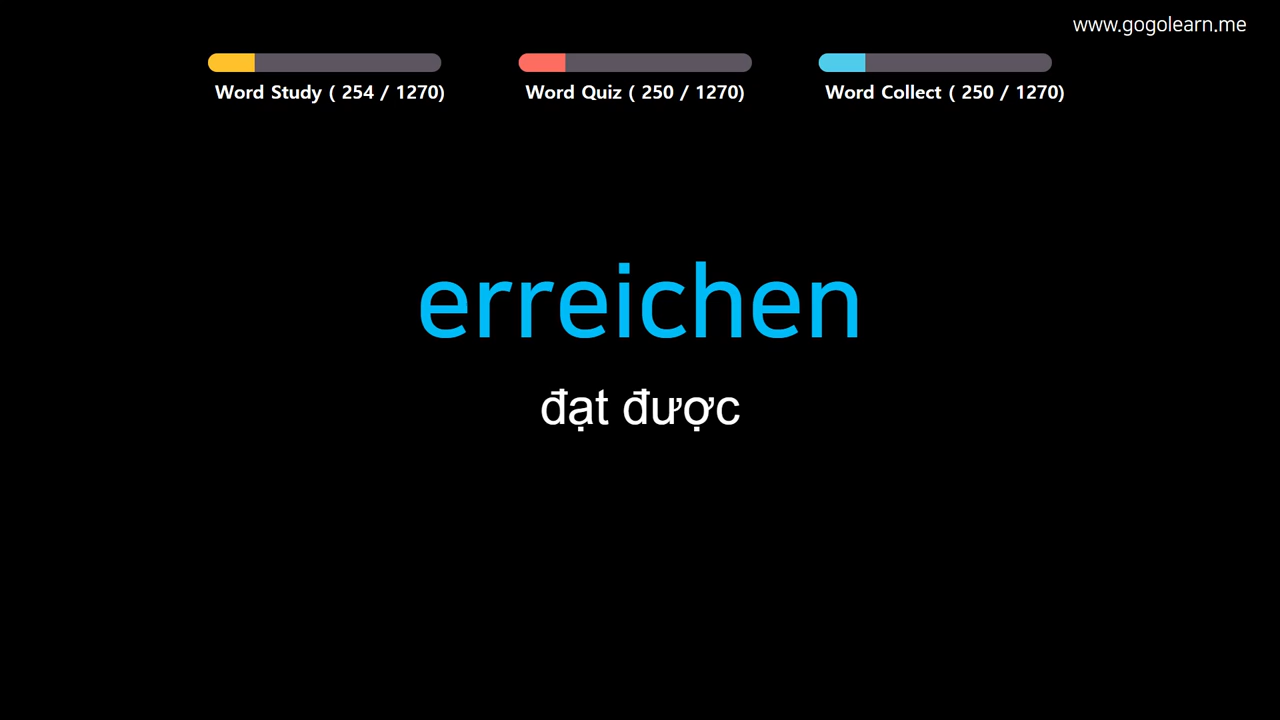 www.gogolearn.me
Word Study ( 254 / 1270)
Word Quiz ( 250 / 1270)
Word Collect ( 250 / 1270)
erreichen
đạt được